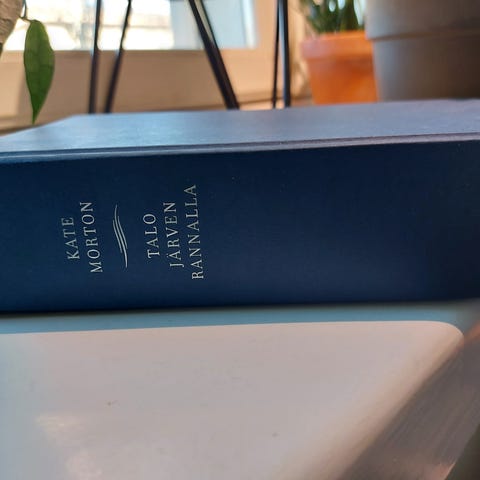 KATE
MORTON
TALO
JÄRVEN
RANNALLA